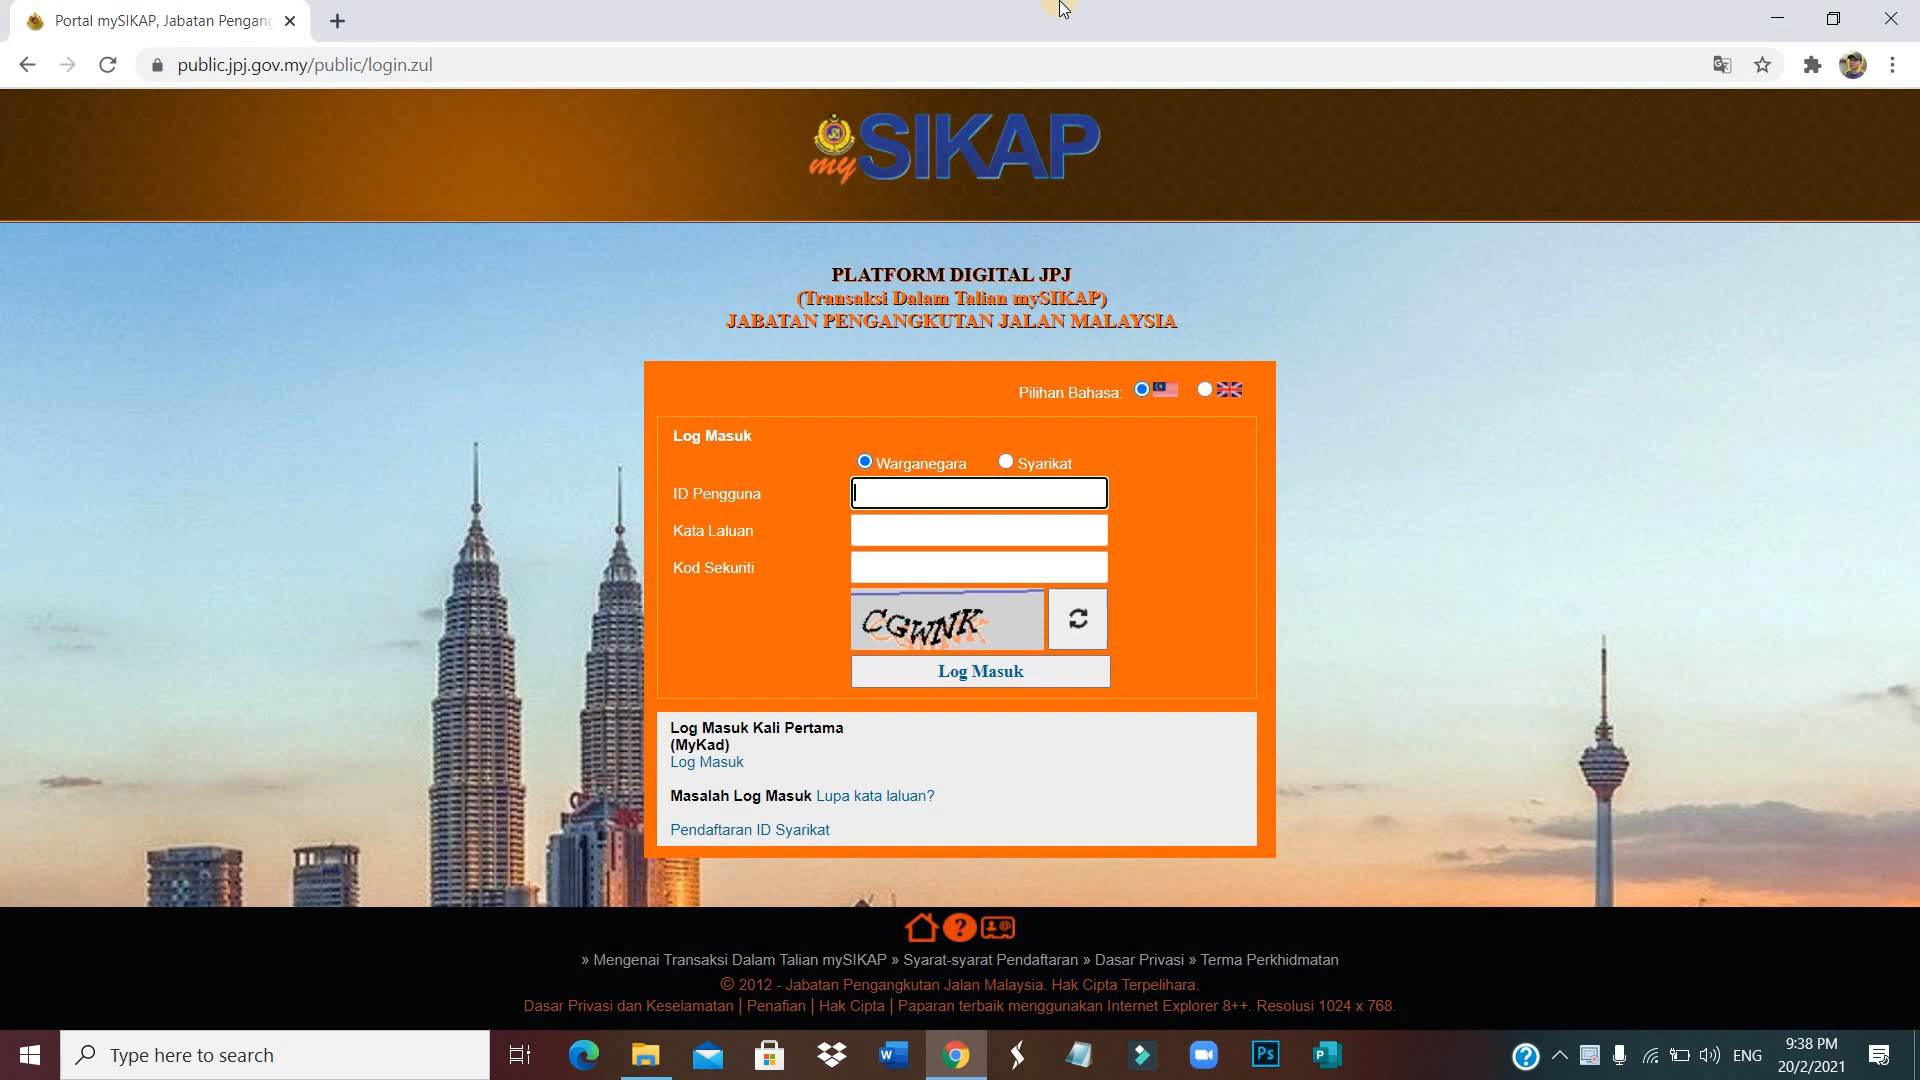 Portal mySIKAP, Jabatan Pengang
public.jpj.gov.my/public/login.zul
my SIKAP
PLATFORM DIGITAL JPJ
(Transaksi Dalam Talian mySIKAP)
JABATAN PENGANGKUTAN JALAN MALAYSIA
Pilihan Bahasa:
Log Masuk
Warganegara Syarikat
ID Pengguna
Kata Laluan
Kod Sekuriti
CGWNK
Log Masuk
Log Masuk Kali Pertama
(MyKad)
Log Masuk
Masalah Log Masuk Lupa kata laluan?
Pendaftaran ID Syarikat
» Mengenai Transaksi Dalam Talian mySIKAP » Syarat-syarat Pendaftaran » Dasar Privasi » Terma Perkhidmatan
© 2012 - Jabatan Pengangkutan Jalan Malaysia. Hak Cipta Terpelihara.
Dasar Privasi dan Keselamatan | Penafian | Hak Cipta | Paparan terbaik menggunakan Internet Explorer 8++. Resolusi 1024 x 768.
Type here to search
W
Ps
P
ENG
9:38 PM
20/2/2021